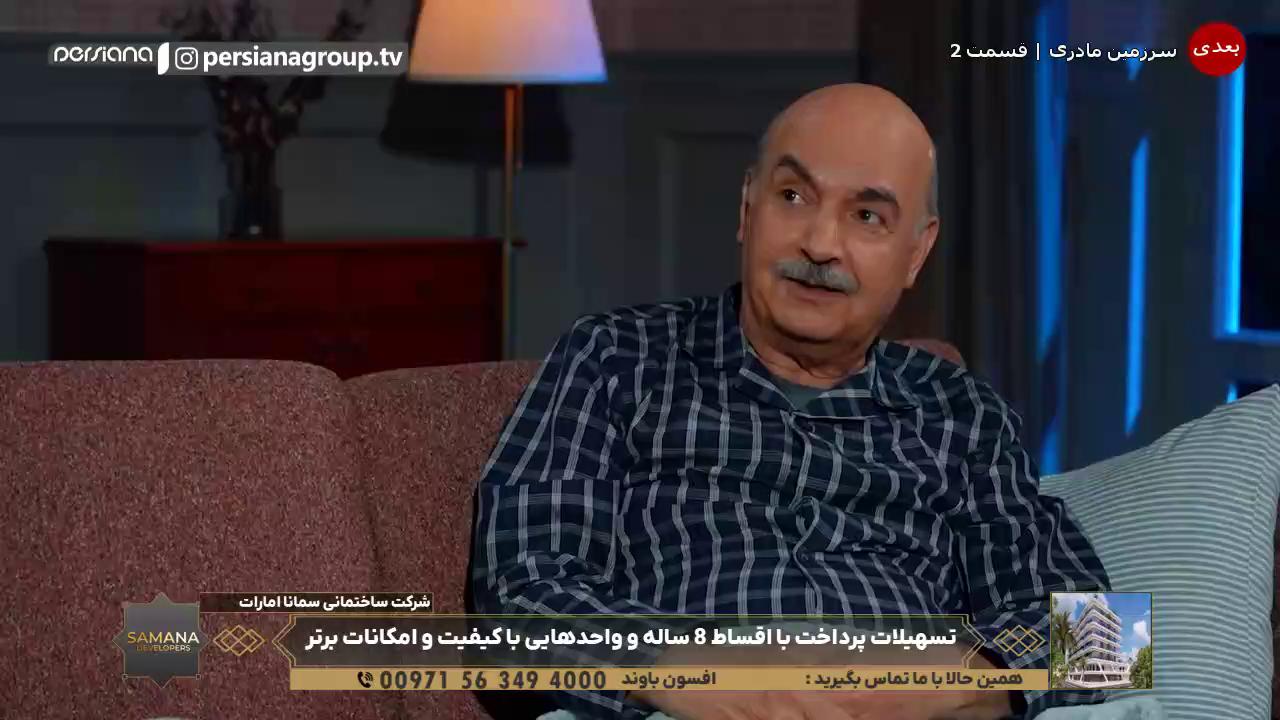 persiana persianagroup.tv
سرزمین مادری | قسمت 2 بعدی
شرکت ساختمانی سمانا امارات
SAMANA
DEVELOPERS
تسهیلات پرداخت با اقساط 8 ساله و واحدهایی با کیفیت و امکانات برتر
همین حالا با ما تماس بگیرید : افسون باوند 00971 56 349 4000